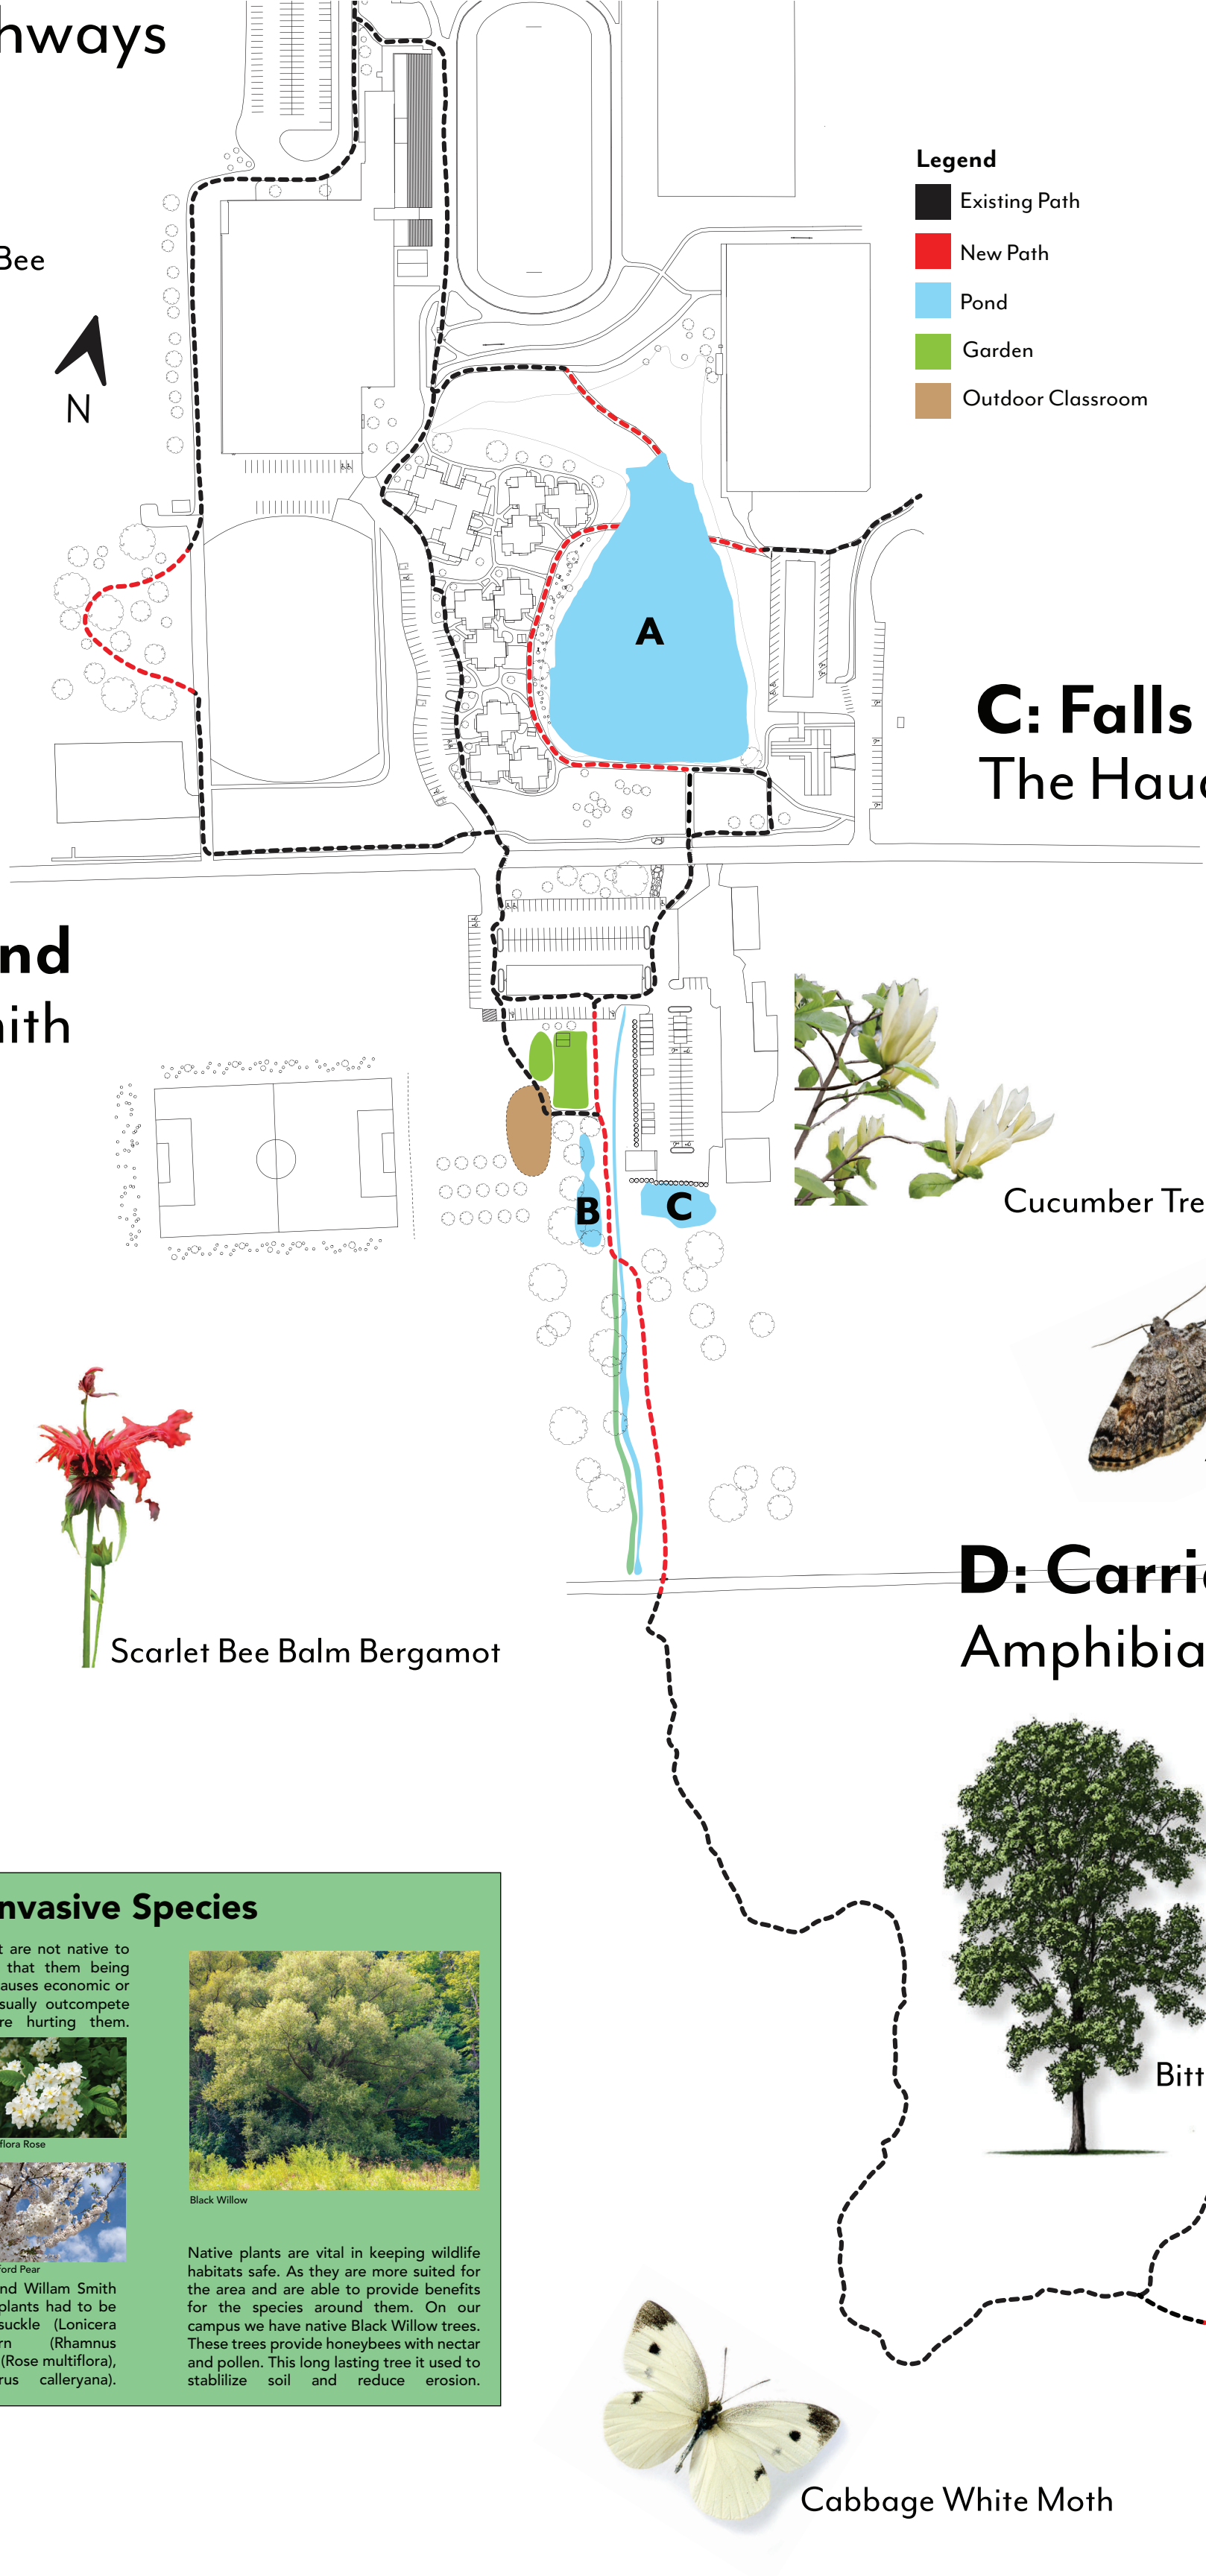 hways
Bee
N
Legend
Existing Path
New Path
Pond
Garden
Outdoor Classroom
A
C: Falls
The Hauc
nd
nith
B
C
Cucumber Tre
Scarlet Bee Balm Bergamot
D: Carri
Amphibia
nvasive Species
t are not native to
that them being
auses economic or
sually outcompete
re hurting them.
flora Rose
ford Pear
nd Willam Smith
plants had to be
suckle (Lonicera
rn (Rhamnus
(Rose multiflora),
rus calleryana).
Black Willow
Native plants are vital in keeping wildlife
habitats safe. As they are more suited for
the area and are able to provide benefits
for the species around them. On our
campus we have native Black Willow trees.
These trees provide honeybees with nectar
and pollen. This long lasting tree it used to
stablilize soil and reduce erosion.
Bitt
Cabbage White Moth